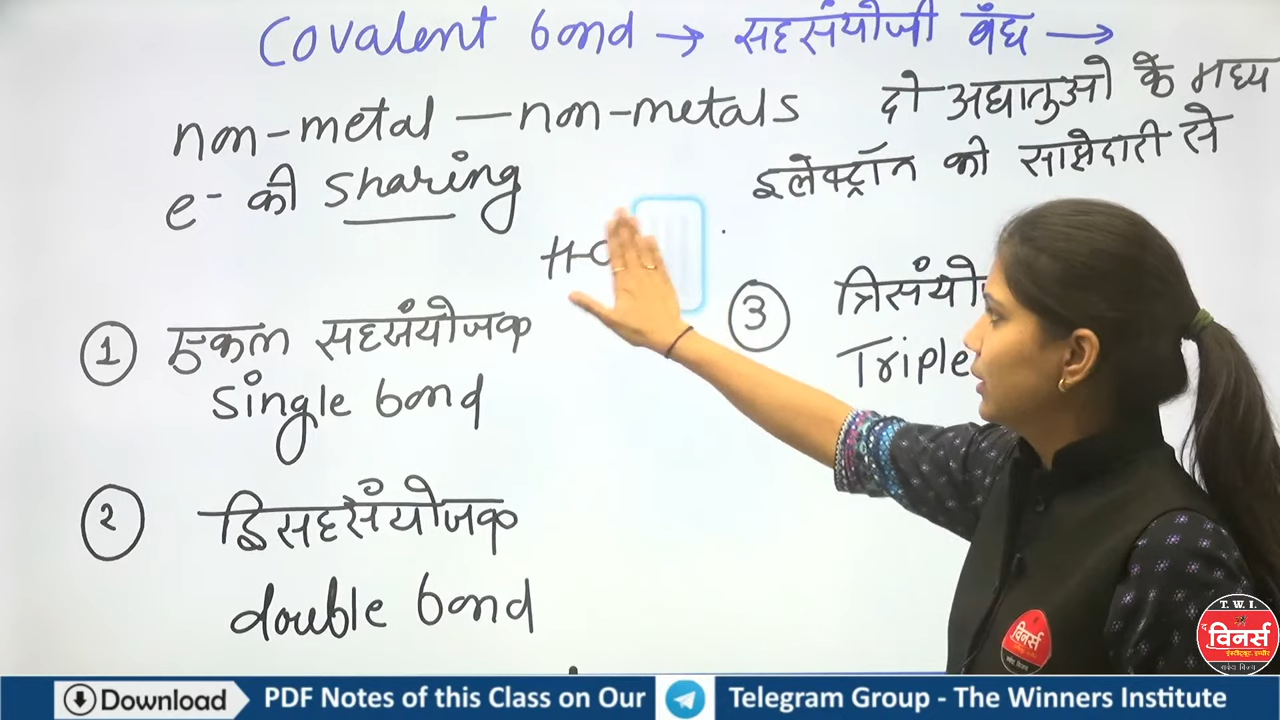 Covalent bond → सहसंयोजी बंध →
non-metal — non-metals
दो अधातुओ के मध्य
e⁻ की sharing
इलेक्ट्रॉन की साझेदारी से
① एकल सहसंयोजक
single bond
② द्विसहसंयोजक
double bond
③
Triple
Download
PDF Notes of this Class on Our
Telegram Group - The Winners Institute
विनर्स
T. W. I.
द
विनर्स